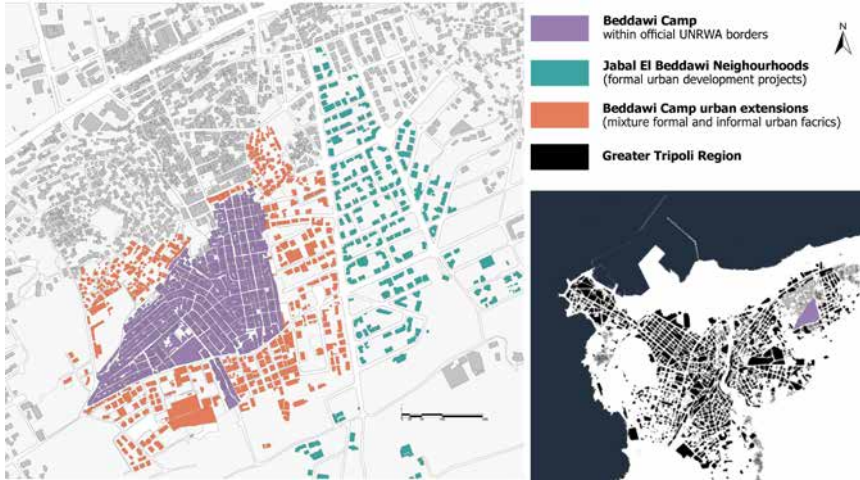 Beddawi Camp
within official UNRWA borders
Jabal El Beddawi Neighourhoods
(formal urban development projects)
Beddawi Camp urban extensions
(mixture formal and informal urban facrics)
Greater Tripoli Region
N